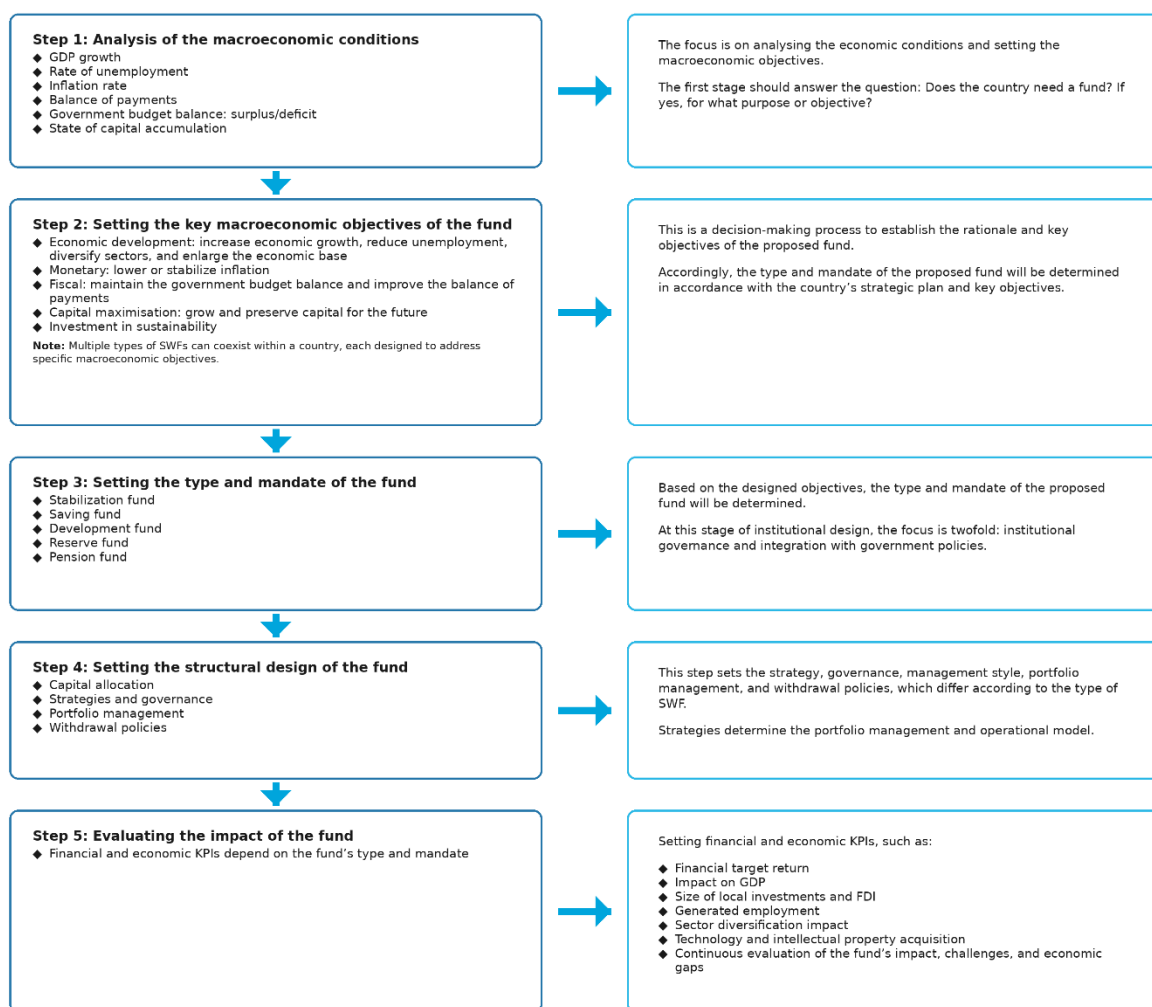 Step 1: Analysis of the macroeconomic conditions
◆ GDP growth
◆ Rate of unemployment
◆ Inflation rate
◆ Balance of payments
◆ Government budget balance: surplus/deficit
◆ State of capital accumulation
The focus is on analysing the economic conditions and setting the
macroeconomic objectives.
The first stage should answer the question: Does the country need a fund? If
yes, for what purpose or objective?
Step 2: Setting the key macroeconomic objectives of the fund
◆ Economic development: increase economic growth, reduce unemployment,
diversify sectors, and enlarge the economic base
◆ Monetary: lower or stabilize inflation
◆ Fiscal: maintain the government budget balance and improve the balance of
payments
◆ Capital maximisation: grow and preserve capital for the future
◆ Investment in sustainability
Note: Multiple types of SWFs can coexist within a country, each designed to address
specific macroeconomic objectives.
This is a decision-making process to establish the rationale and key
objectives of the proposed fund.
Accordingly, the type and mandate of the proposed fund will be determined
in accordance with the country’s strategic plan and key objectives.
Step 3: Setting the type and mandate of the fund
◆ Stabilization fund
◆ Saving fund
◆ Development fund
◆ Reserve fund
◆ Pension fund
Based on the designed objectives, the type and mandate of the proposed
fund will be determined.
At this stage of institutional design, the focus is twofold: institutional
governance and integration with government policies.
Step 4: Setting the structural design of the fund
◆ Capital allocation
◆ Strategies and governance
◆ Portfolio management
◆ Withdrawal policies
This step sets the strategy, governance, management style, portfolio
management, and withdrawal policies, which differ according to the type of
SWF.
Strategies determine the portfolio management and operational model.
Step 5: Evaluating the impact of the fund
◆ Financial and economic KPIs depend on the fund’s type and mandate
Setting financial and economic KPIs, such as:
◆ Financial target return
◆ Impact on GDP
◆ Size of local investments and FDI
◆ Generated employment
◆ Sector diversification impact
◆ Technology and intellectual property acquisition
◆ Continuous evaluation of the fund’s impact, challenges, and economic
gaps